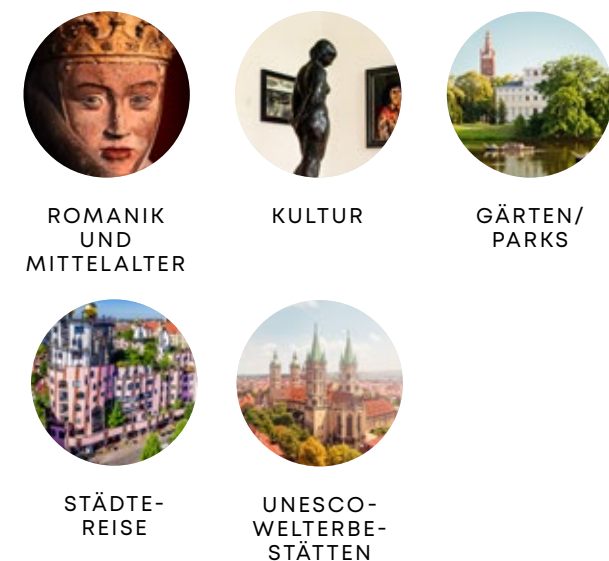 ROMANIK
UND
MITTELALTER
KULTUR
GÄRTEN/
PARKS
STÄDTE-
REISE
UNESCO-
WELTERBE-
STÄTTEN